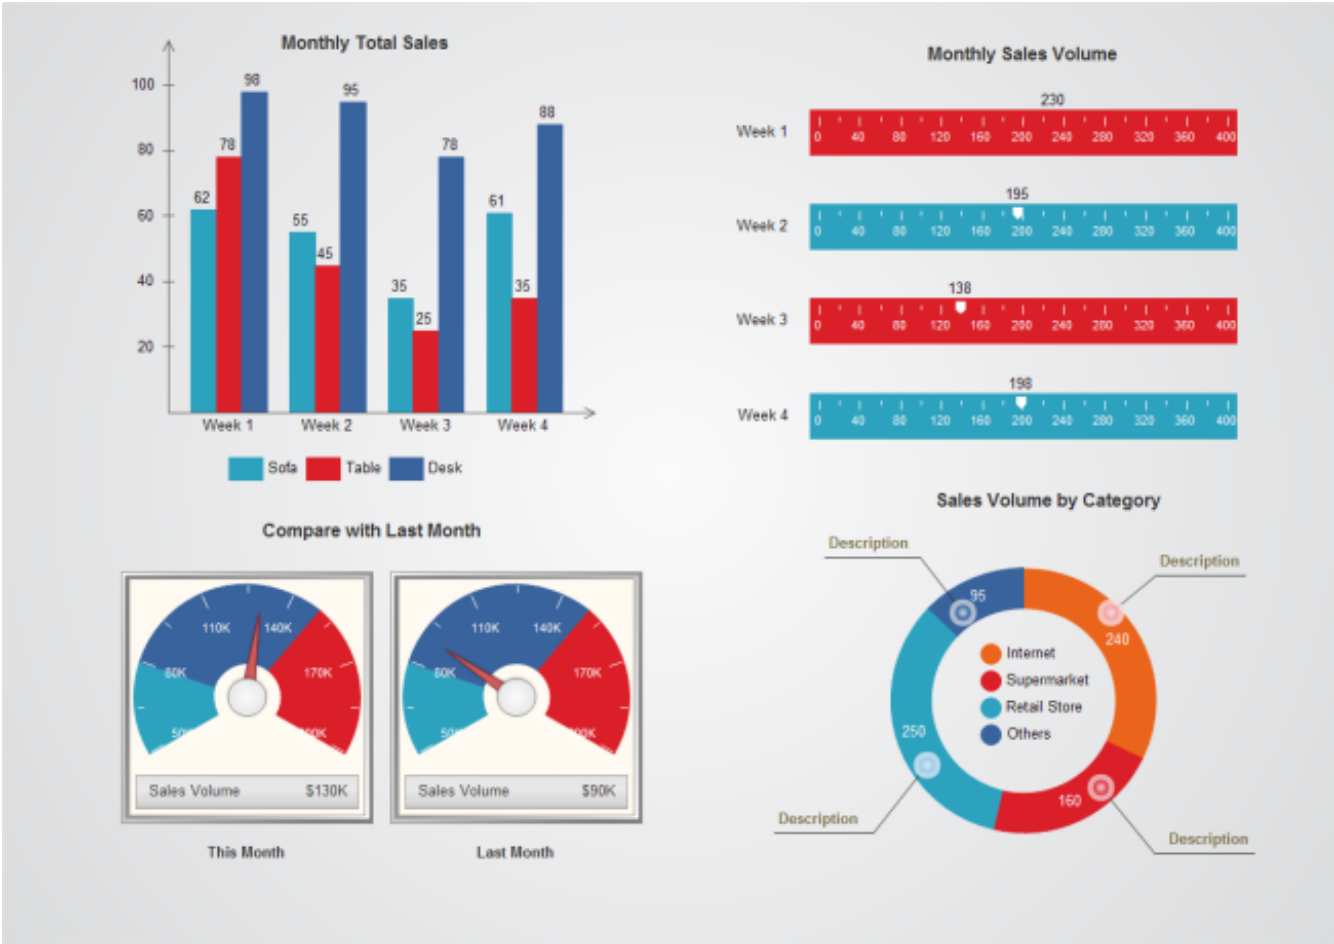 Monthly Total Sales
100
80
60
40
20
62
78
98
55
45
95
35
25
78
61
35
88
Week 1
Week 2
Week 3
Week 4
Sofa
Table
Desk
Monthly Sales Volume
230
Week 1
0 40 80 120 160 200 240 280 320 360 400
195
Week 2
0 40 80 120 160 200 240 280 320 360 400
138
Week 3
0 40 80 120 160 200 240 280 320 360 400
198
Week 4
0 40 80 120 160 200 240 280 320 360 400
Compare with Last Month
80K
110K
140K
170K
Sales Volume $130K
This Month
80K
110K
140K
170K
Sales Volume $90K
Last Month
Sales Volume by Category
Description
Description
95
240
Internet
Supermarket
Retail Store
Others
250
160
Description
Description